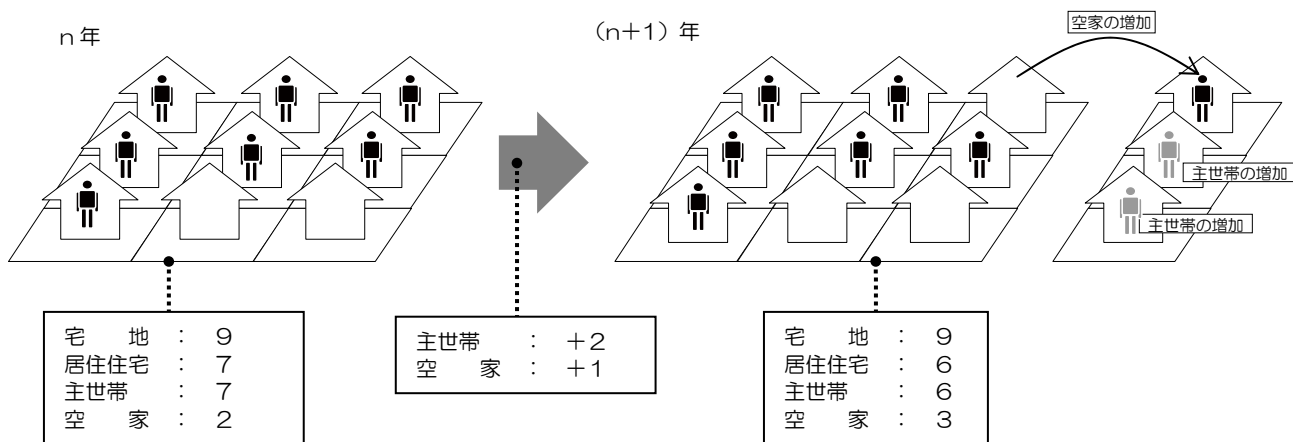 n年
(n+1)年
空家の増加
主世帯の増加
主世帯の増加
宅　地 : 9
居住住宅 : 7
主世帯 : 7
空　家 : 2
主世帯 : +2
空　家 : +1
宅　地 : 9
居住住宅 : 6
主世帯 : 6
空　家 : 3